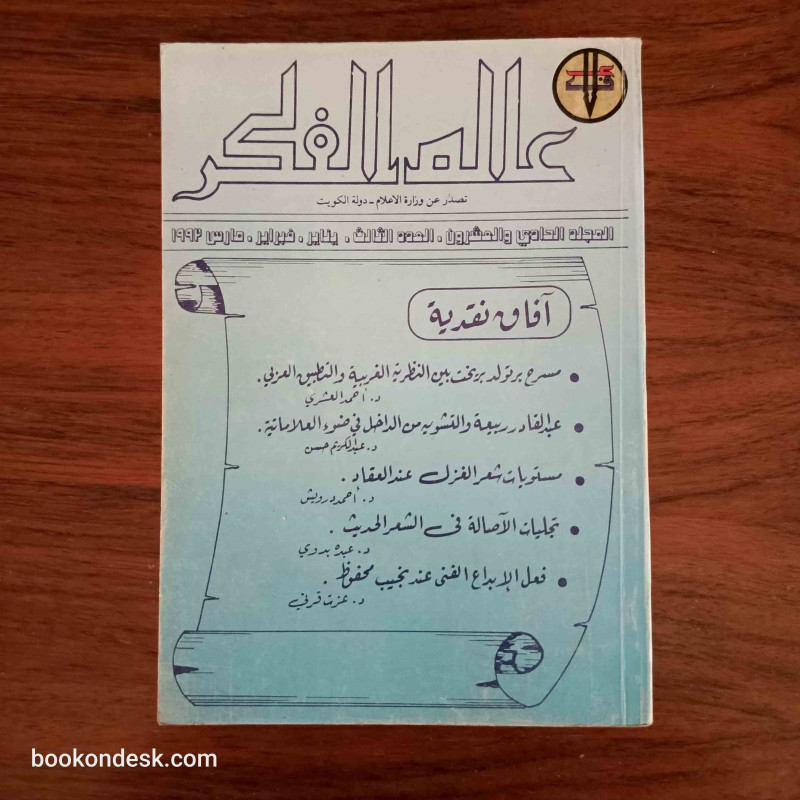 عالم الفكر
تصدر عن وزارة الاعلام - دولة الكويت
المجلد الحادي والعشرون . العدد الثالث . يناير . فبراير . مارس ١٩٩٢
آفاق نقدية
• مسرح برتولد بريخت بين النظرية الغربية والتطبيق العربي .
د. أحمد العشري
• عبد القادر ربيعة والتشويه من الداخل في ضوء العلاماتية .
د. عبد الكريم حسن
• مستويات شعر الغزل عند العقاد .
د. أحمد درويش
• تجليات الأصالة في الشعر الحديث .
د. عبده بدوي
• فعل الإبداع الفني عند نجيب محفوظ .
د. عزت قرني
bookondesk.com